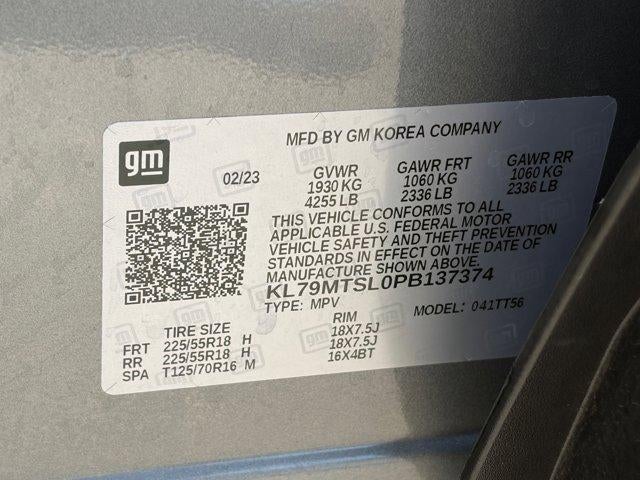 gm
MFD BY GM KOREA COMPANY
02/23
GVWR GAWR FRT GAWR RR
1930 KG 1060 KG 1060 KG
4255 LB 2336 LB 2336 LB
THIS VEHICLE CONFORMS TO ALL
APPLICABLE U.S. FEDERAL MOTOR
VEHICLE SAFETY AND THEFT PREVENTION
STANDARDS IN EFFECT ON THE DATE OF
MANUFACTURE SHOWN ABOVE.
KL79MTSL0PB137374
TYPE: MPV MODEL: 041TT56
TIRE SIZE RIM
FRT 225/55R18 H 18X7.5J
RR 225/55R18 H 18X7.5J
SPA T125/70R16 M 16X4BT